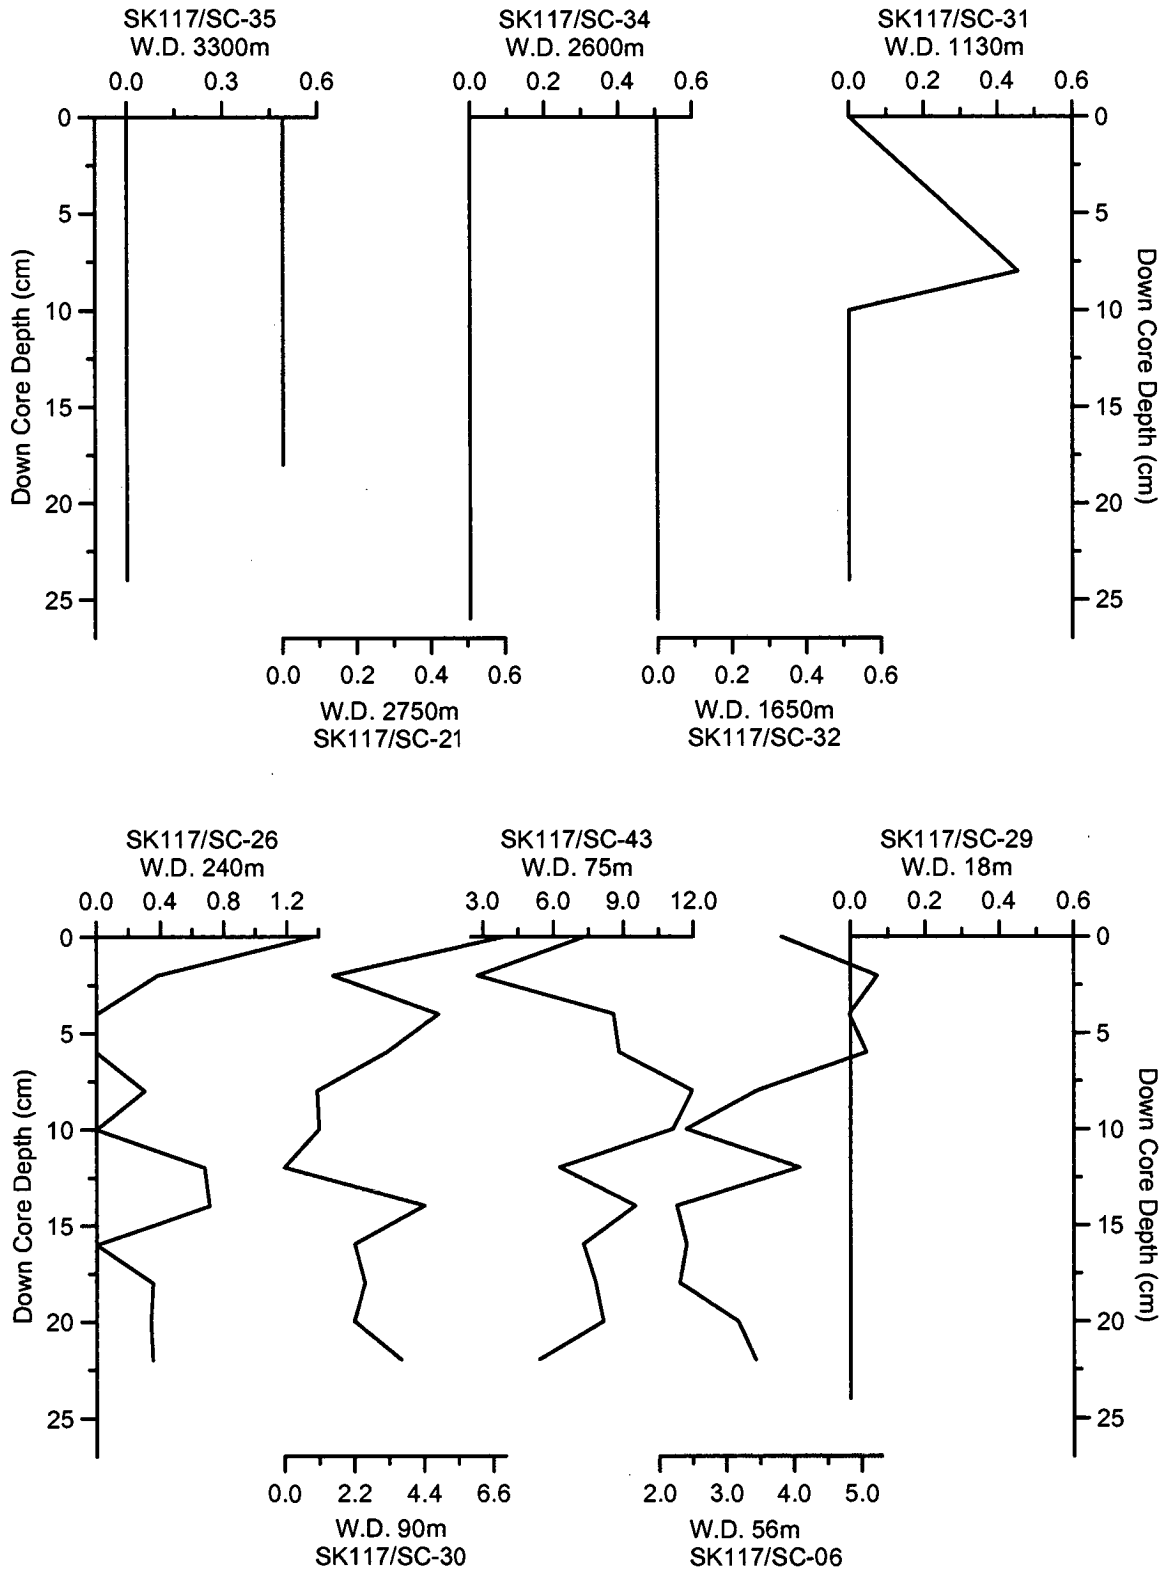 SK117/SC-35
W.D. 3300m
0.0 0.3 0.6
SK117/SC-34
W.D. 2600m
0.0 0.2 0.4 0.6
SK117/SC-31
W.D. 1130m
0.0 0.2 0.4 0.6
Down Core Depth (cm)
0
5
10
15
20
25
0
5
10
15
20
25
Down Core Depth (cm)
0.0 0.2 0.4 0.6
W.D. 2750m
SK117/SC-21
0.0 0.2 0.4 0.6
W.D. 1650m
SK117/SC-32
SK117/SC-26
W.D. 240m
0.0 0.4 0.8 1.2
SK117/SC-43
W.D. 75m
3.0 6.0 9.0 12.0
SK117/SC-29
W.D. 18m
0.0 0.2 0.4 0.6
Down Core Depth (cm)
0
5
10
15
20
25
0
5
10
15
20
25
Down Core Depth (cm)
0.0 2.2 4.4 6.6
W.D. 90m
SK117/SC-30
2.0 3.0 4.0 5.0
W.D. 56m
SK117/SC-06